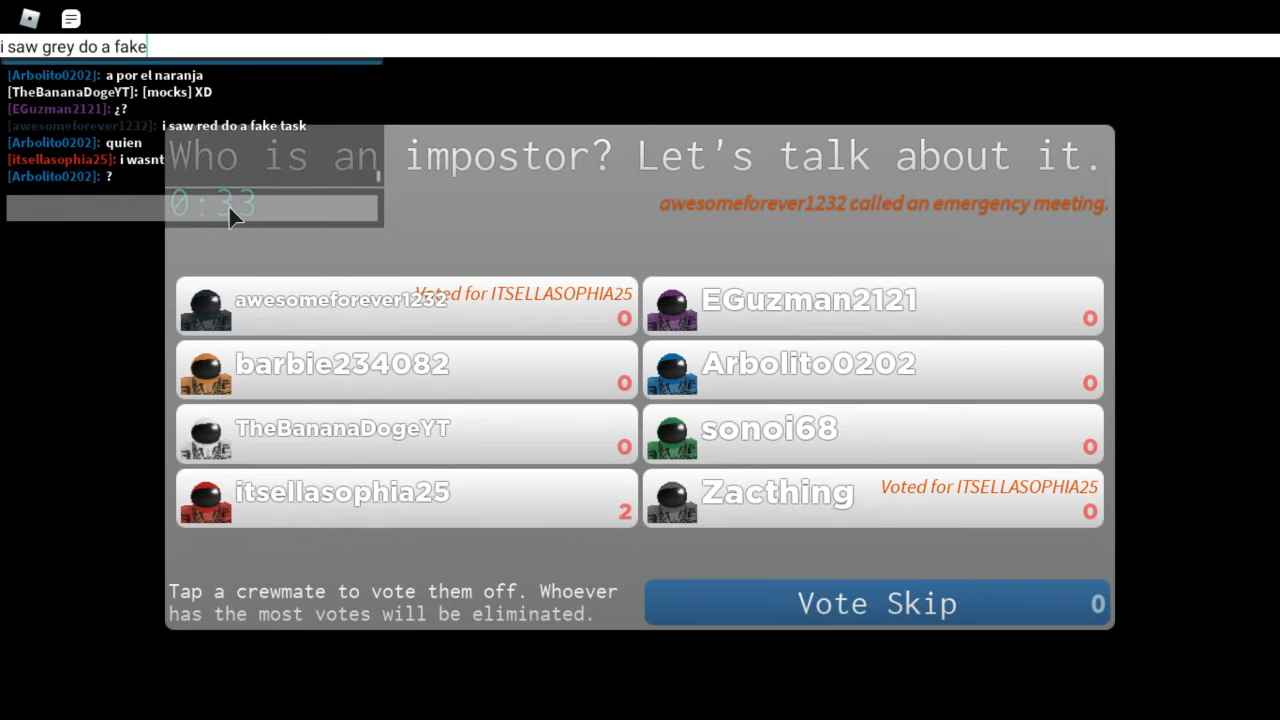 i saw grey do a fake
[Arbolito0202]: a por el naranja
[TheBananaDogeYT]: [mocks] XD
[EGuzman2121]: ¿?
[awesomeforever1232]: i saw red do a fake task
[Arbolito0202]: quien
[itsellasophia25]: i wasnt
[Arbolito0202]: ?
Who is an impostor? Let's talk about it.
0:33
awesomeforever1232 called an emergency meeting.
awesomeforever1232 Voted for ITSELLASOPHIA25
0
EGuzman2121
0
barbie234082
0
Arbolito0202
0
TheBananaDogeYT
0
sonoi68
0
itsellasophia25
2
Zacthing Voted for ITSELLASOPHIA25
0
Tap a crewmate to vote them off. Whoever
has the most votes will be eliminated.
Vote Skip 0